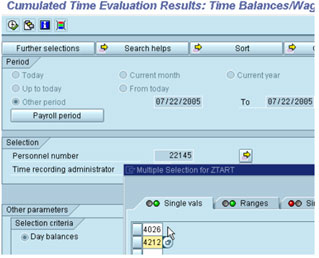 Cumulated Time Evaluation Results: Time Balances/Wag
Further selections
Search helps
Sort
Period
Today
Current month
Current year
Up to today
From today
Other period
07/22/2005
To
07/22/2005
Payroll period
Selection
Personnel number
22145
Time recording administrator
Multiple Selection for ZTART
Single vals
Ranges
Sin
Other parameters
Selection criteria
Day balances
4026
4212